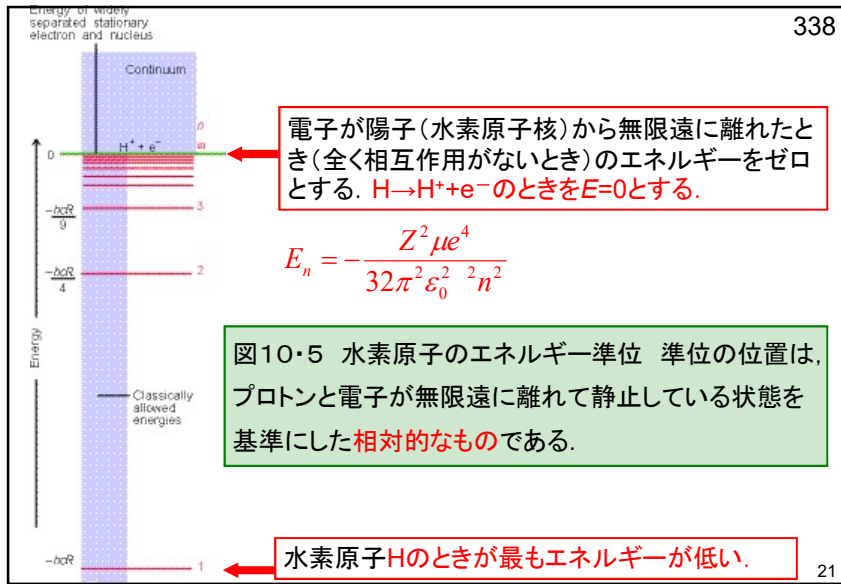 Energy of widely
separated stationary
electron and nucleus
338
Continuum
H⁺ + e⁻
∞
0
電子が陽子(水素原子核)から無限遠に離れたと
き(全く相互作用がないとき)のエネルギーをゼロ
とする. H→H⁺+e⁻のときをE=0とする.
3
-hcR
9
E_n = - Z²μe⁴ / 32π²ε₀² ²n²
2
-hcR
4
Energy
図10・5 水素原子のエネルギー準位 準位の位置は,
プロトンと電子が無限遠に離れて静止している状態を
基準にした相対的なものである.
Classically
allowed
energies
-hcR
1
水素原子Hのときが最もエネルギーが低い.
21